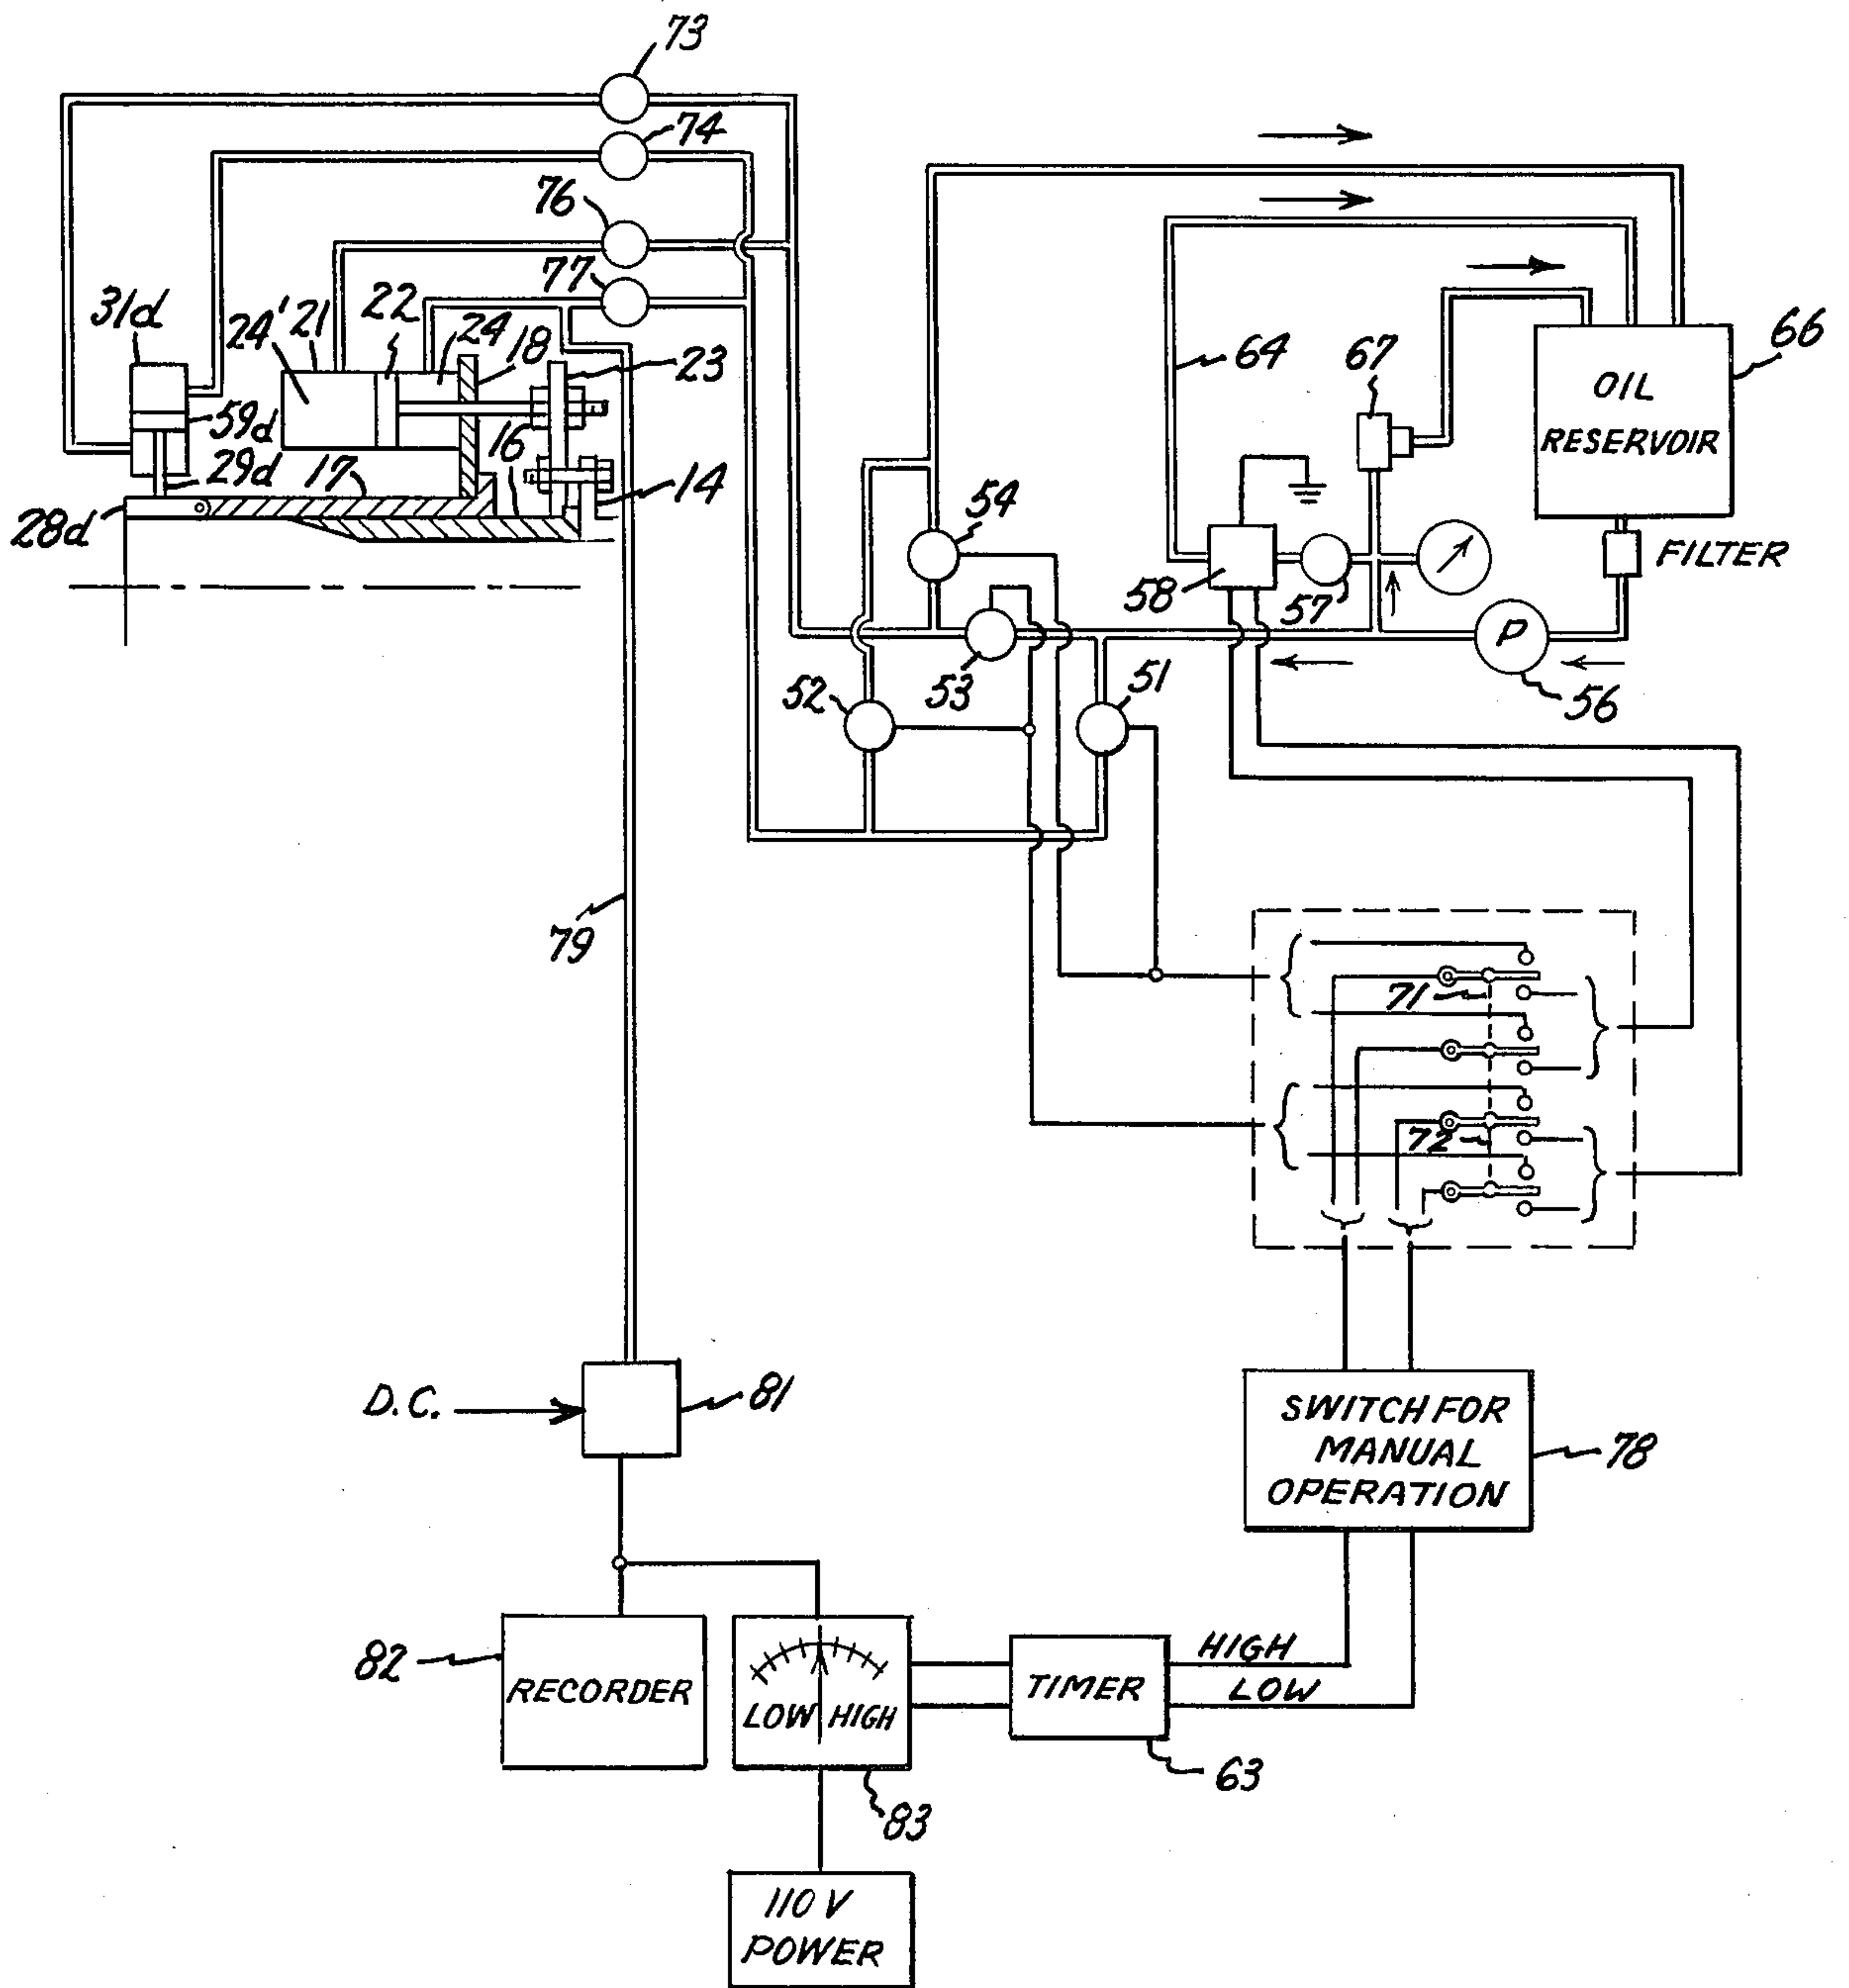 73
74
76
77
31d
24'
21
22
24
18
23
64
67
66
OIL
RESERVOIR
59d
16
29d
17
14
28d
54
58
57
FILTER
P
53
52
51
56
79
71
72
D.C.
81
SWITCH FOR
MANUAL
OPERATION
78
82
RECORDER
LOW HIGH
TIMER
HIGH
LOW
63
83
110 V
POWER